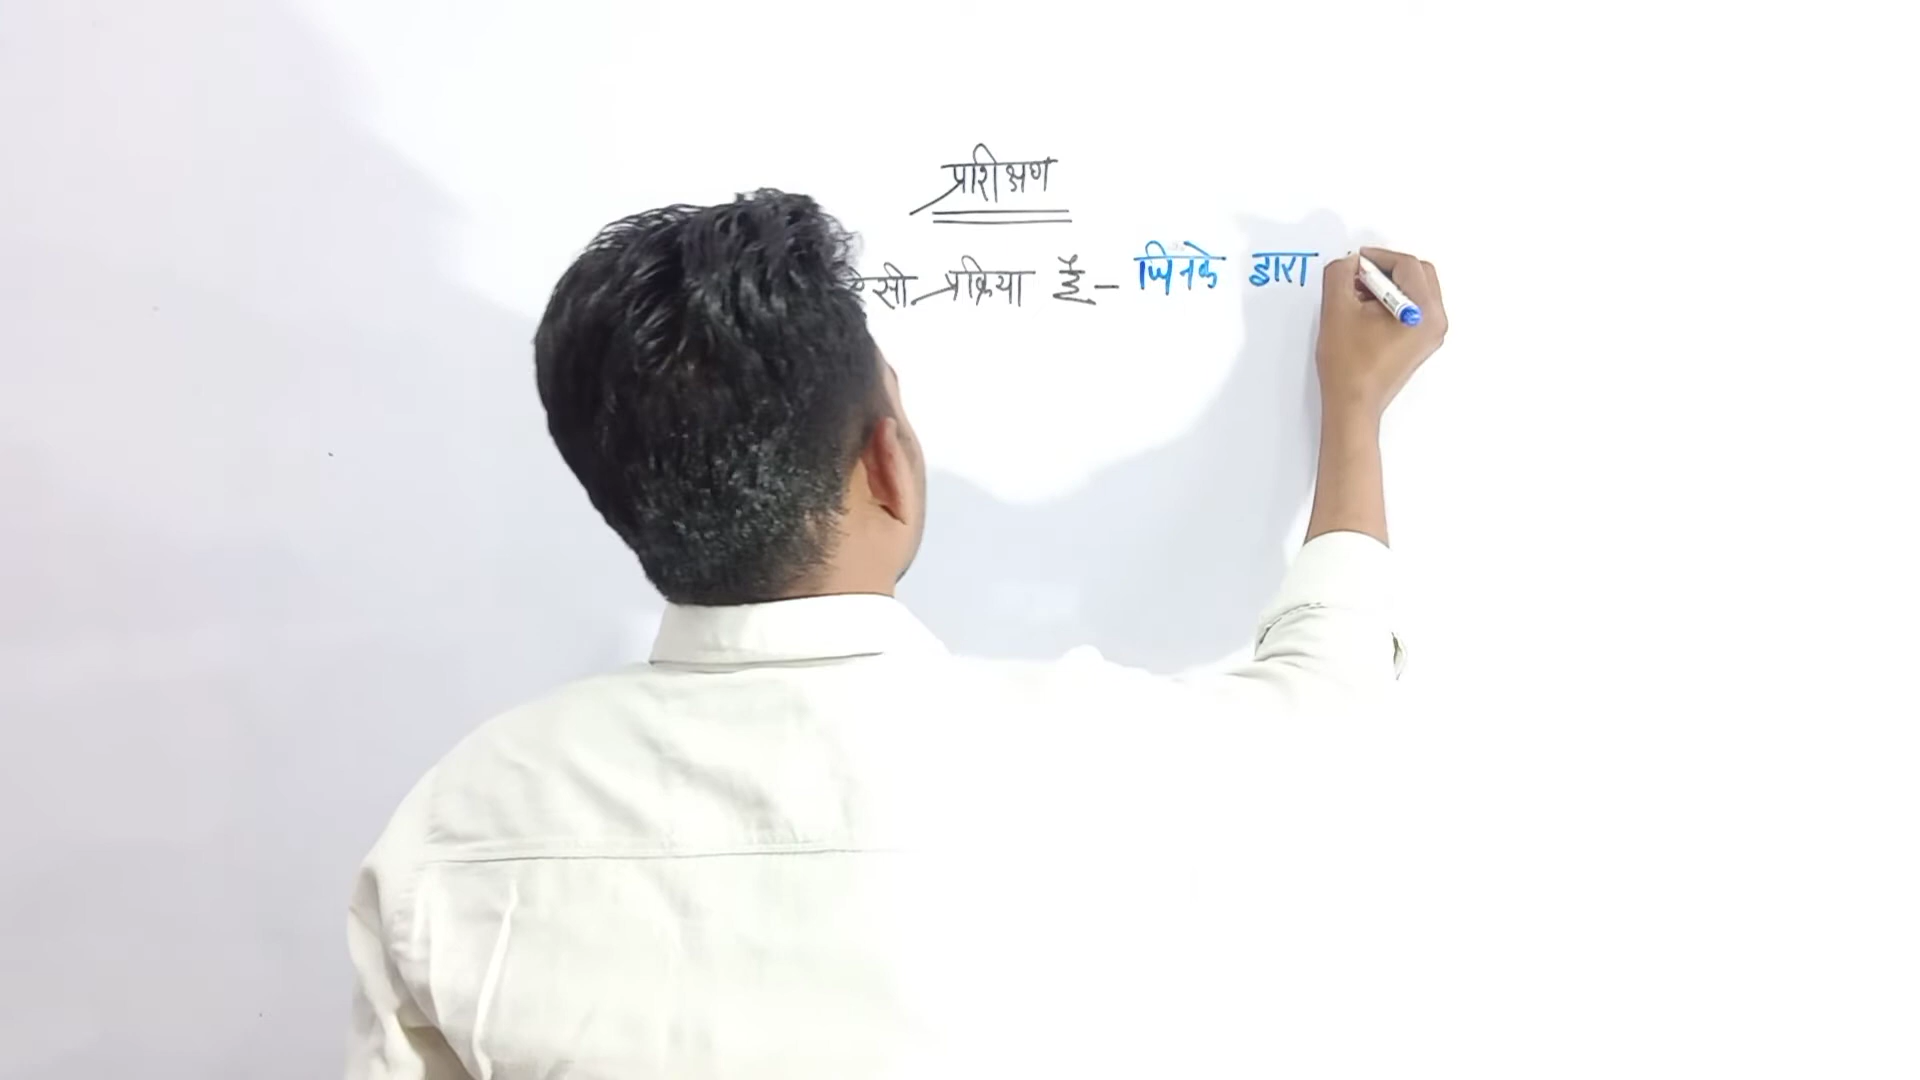 प्रशिक्षण
प्रक्रिया है– जिनके द्वारा